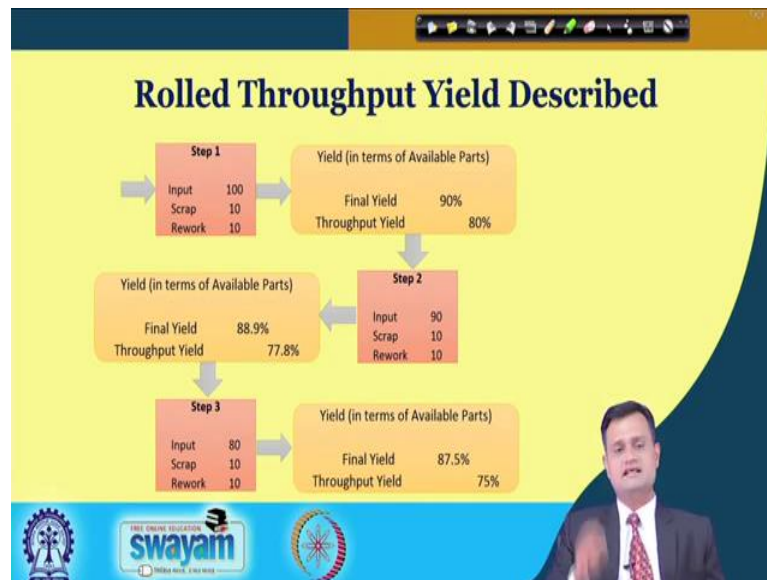 Rolled Throughput Yield Described
Step 1
Input 100
Scrap 10
Rework 10
Yield (in terms of Available Parts)
Final Yield 90%
Throughput Yield 80%
Step 2
Input 90
Scrap 10
Rework 10
Yield (in terms of Available Parts)
Final Yield 88.9%
Throughput Yield 77.8%
Step 3
Input 80
Scrap 10
Rework 10
Yield (in terms of Available Parts)
Final Yield 87.5%
Throughput Yield 75%
FREE ONLINE EDUCATION
swayam